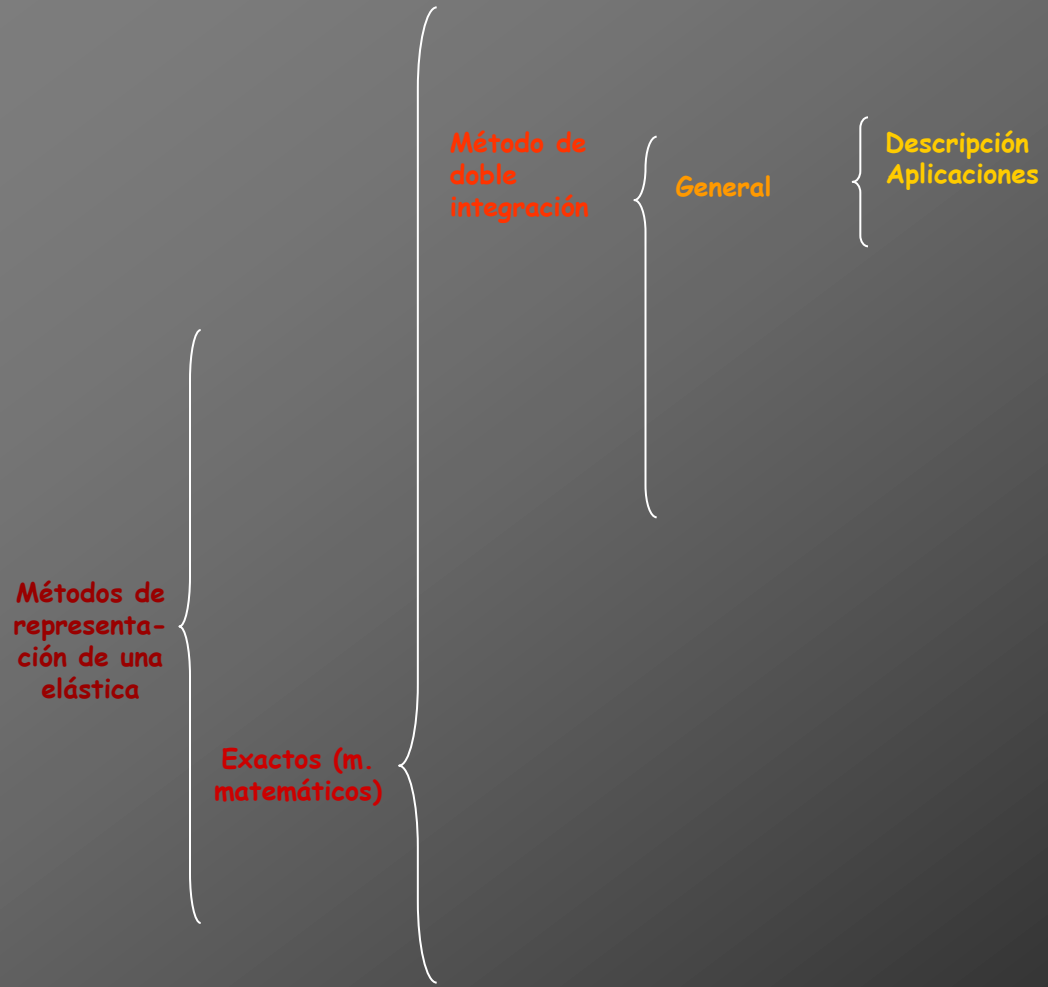 Método de
doble
integración
General
Descripción
Aplicaciones
Métodos de
representa-
ción de una
elástica
Exactos (m.
matemáticos)